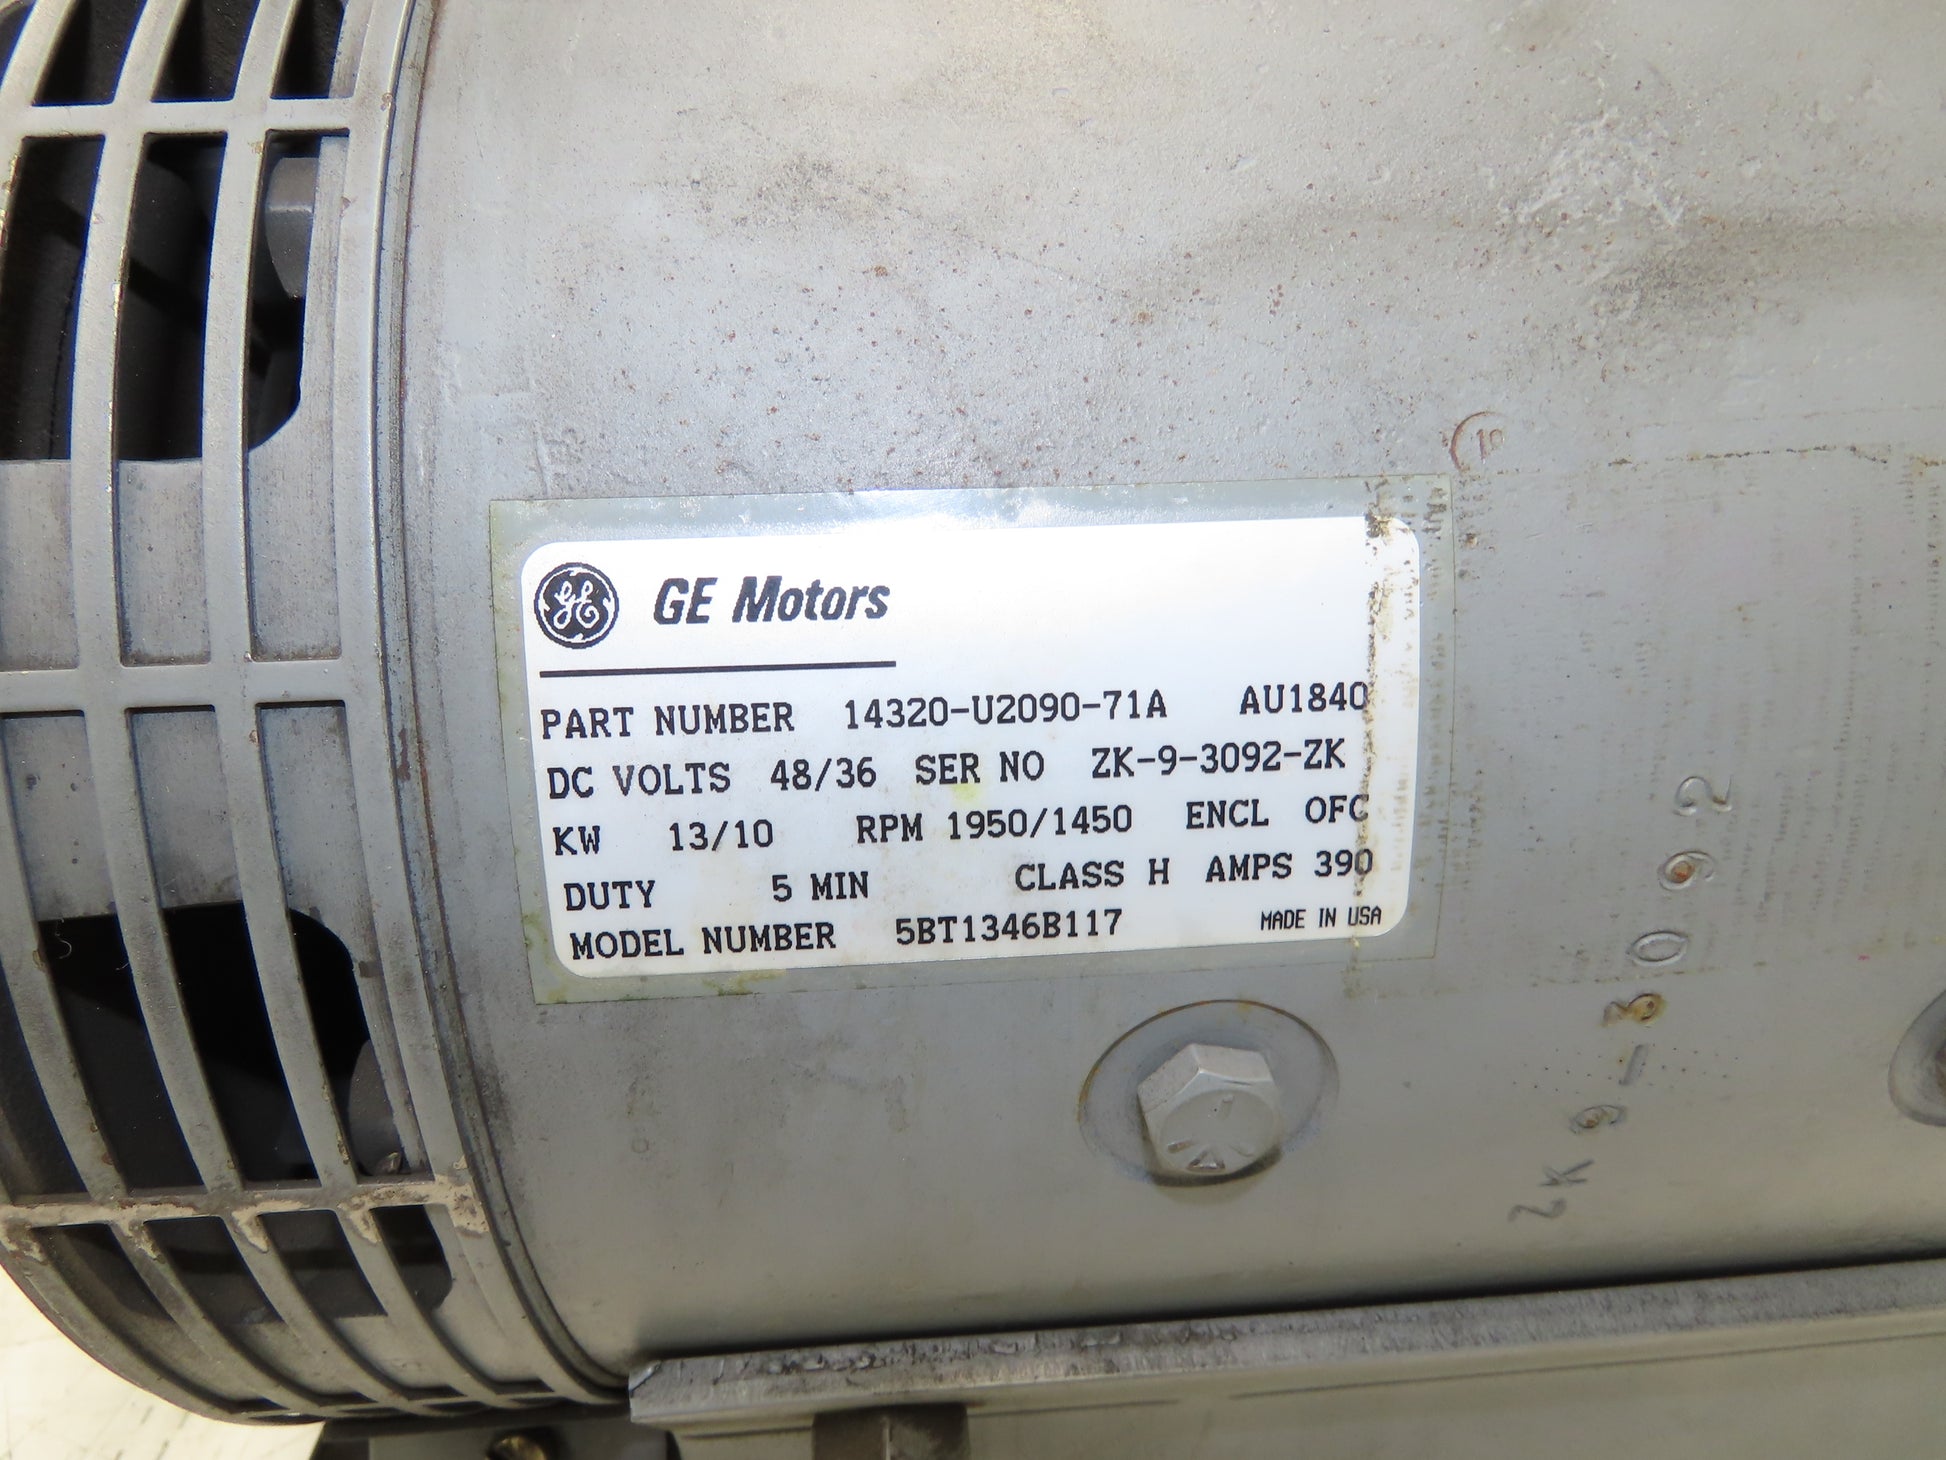 GE Motors
PART NUMBER 14320-U2090-71A AU1840
DC VOLTS 48/36 SER NO ZK-9-3092-ZK
KW 13/10 RPM 1950/1450 ENCL OFC
DUTY 5 MIN CLASS H AMPS 390
MODEL NUMBER 5BT1346B117 MADE IN USA
ZK 9-3092